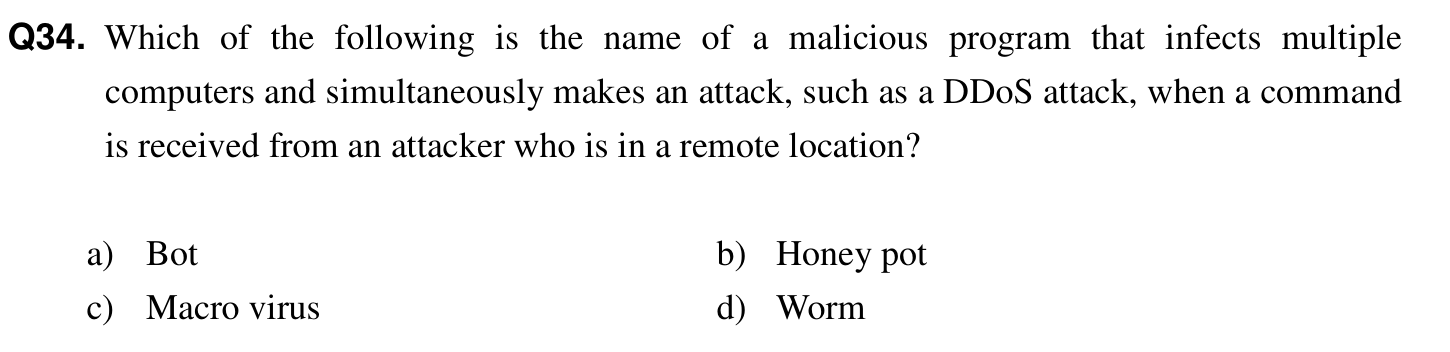 Q34. Which of the following is the name of a malicious program that infects multiple
computers and simultaneously makes an attack, such as a DDoS attack, when a command
is received from an attacker who is in a remote location?
a) Bot b) Honey pot
c) Macro virus d) Worm